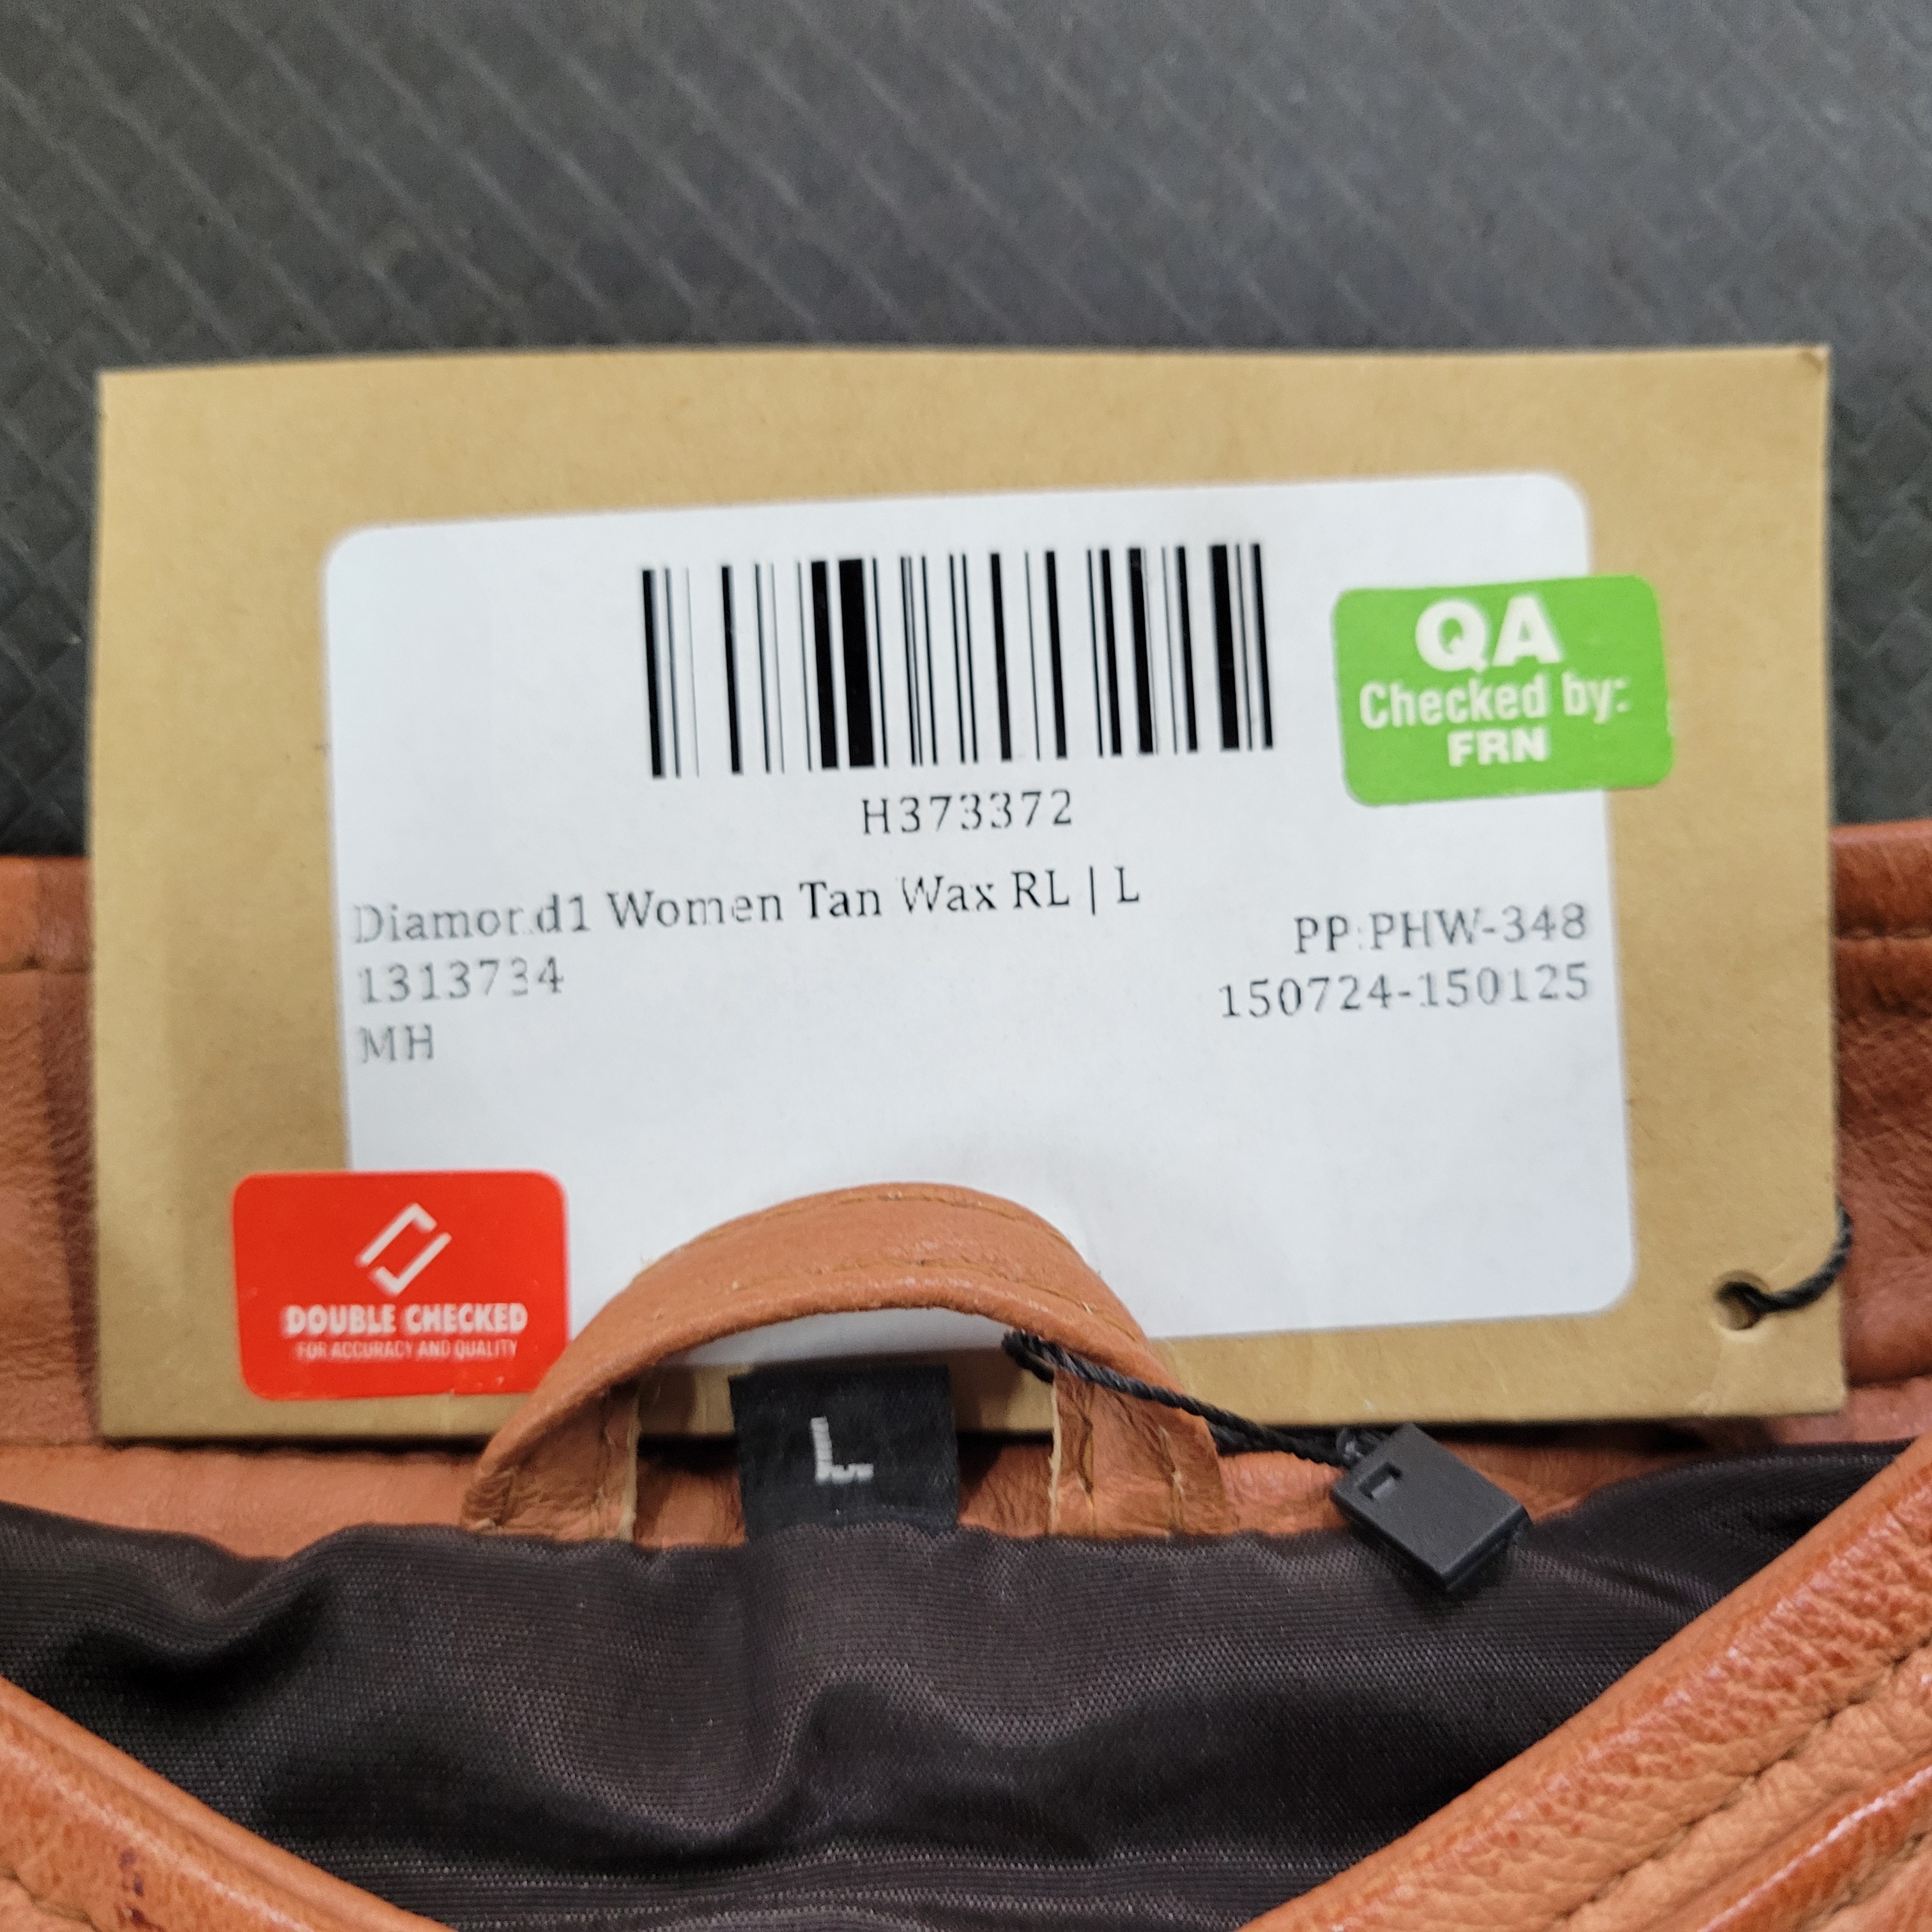 QA
Checked by:
FRN
H373372
Diamond1 Women Tan Wax RL | L
PP:PHW-348
1313734
150724-150125
MH
DOUBLE CHECKED
FOR ACCURACY AND QUALITY
L